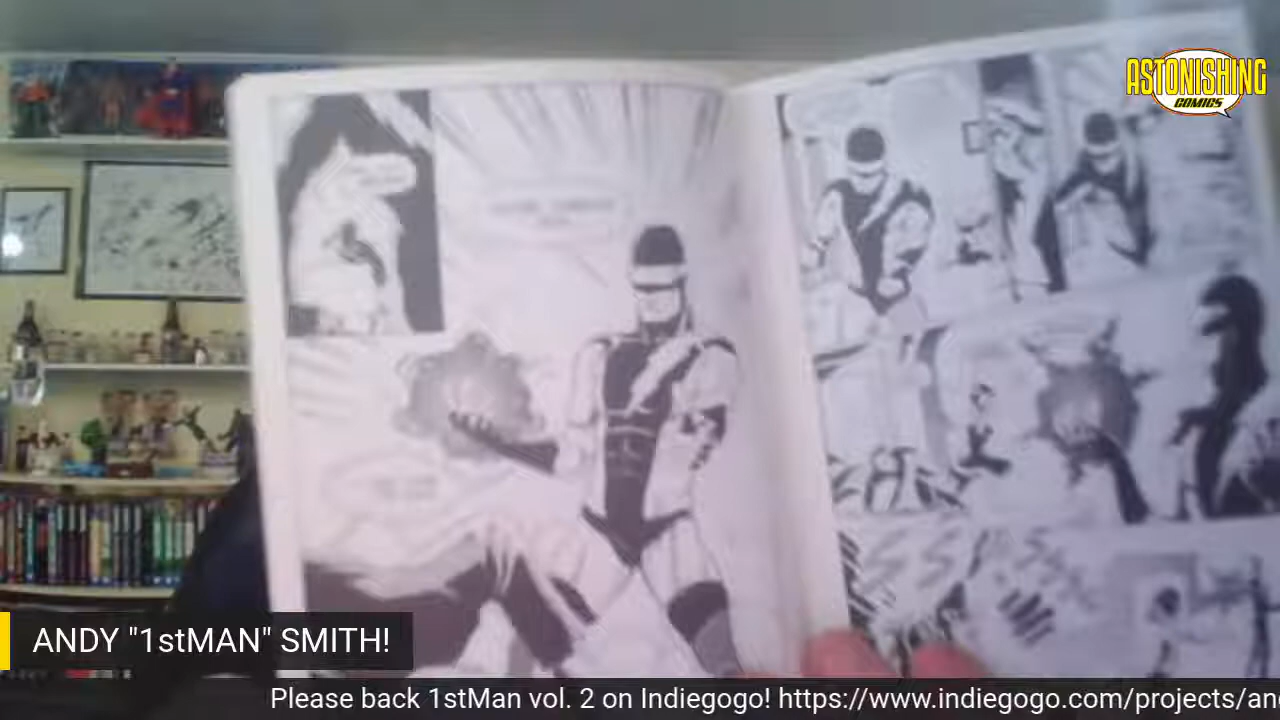 ASTONISHING
COMICS
ANDY "1stMAN" SMITH!
Please back 1stMan vol. 2 on Indiegogo! https://www.indiegogo.com/projects/an